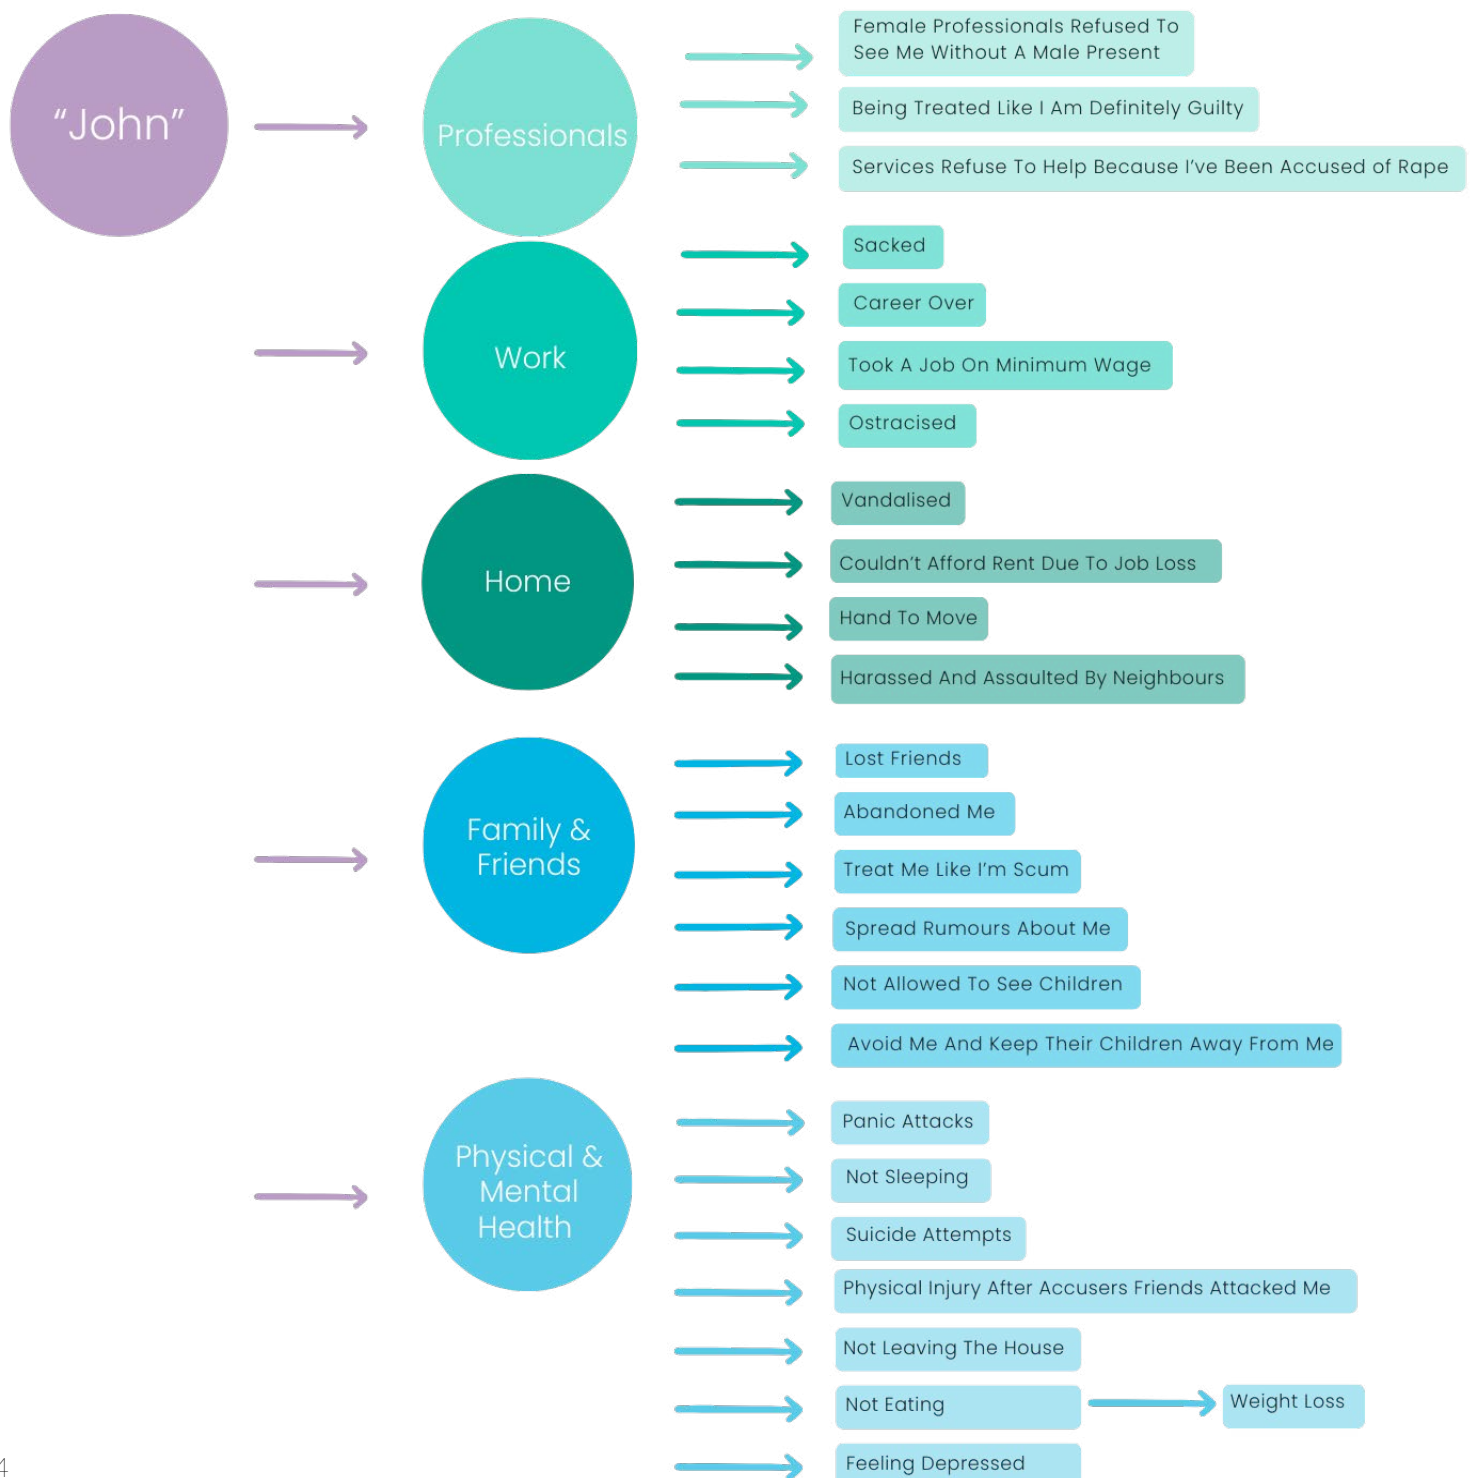 “John”
Professionals
Female Professionals Refused To
See Me Without A Male Present
Being Treated Like I Am Definitely Guilty
Services Refuse To Help Because I’ve Been Accused of Rape
Work
Sacked
Career Over
Took A Job On Minimum Wage
Ostracised
Home
Vandalised
Couldn’t Afford Rent Due To Job Loss
Hand To Move
Harassed And Assaulted By Neighbours
Family &
Friends
Lost Friends
Abandoned Me
Treat Me Like I’m Scum
Spread Rumours About Me
Not Allowed To See Children
Avoid Me And Keep Their Children Away From Me
Physical &
Mental
Health
Panic Attacks
Not Sleeping
Suicide Attempts
Physical Injury After Accusers Friends Attacked Me
Not Leaving The House
Not Eating
Weight Loss
Feeling Depressed
4